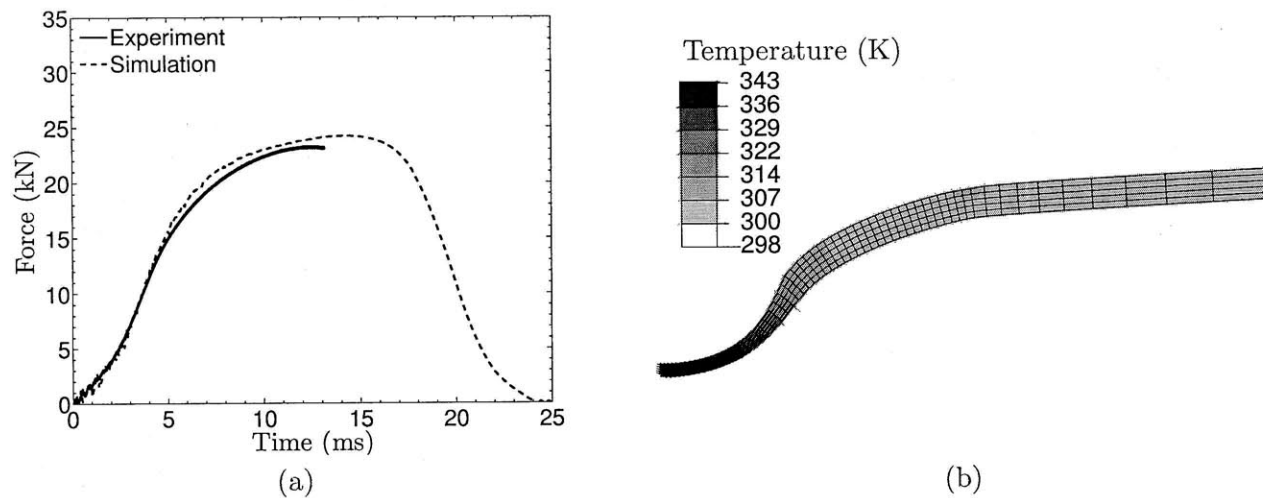 35
30
25
20
15
10
5
0
Force (kN)
Experiment
Simulation
0 5 10 15 20 25
Time (ms)
(a)
Temperature (K)
343
336
329
322
314
307
300
298
(b)